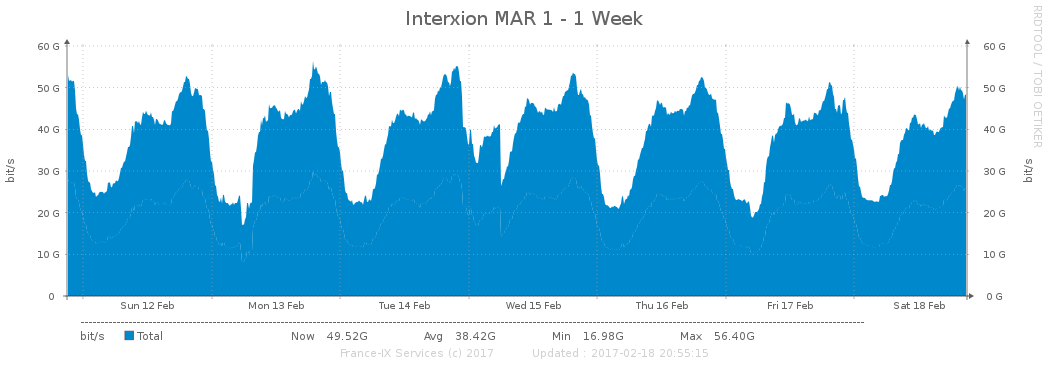 Interxion MAR 1 - 1 Week
RRDTOOL / TOBI OETIKER
60 G 60 G
50 G 50 G
40 G 40 G
30 G 30 G
20 G 20 G
10 G 10 G
0 0 G
bit/s bit/s
Sun 12 Feb Mon 13 Feb Tue 14 Feb Wed 15 Feb Thu 16 Feb Fri 17 Feb Sat 18 Feb
bit/s Total Now 49.52G Avg 38.42G Min 16.98G Max 56.40G
France-IX Services (c) 2017 Updated : 2017-02-18 20:55:15